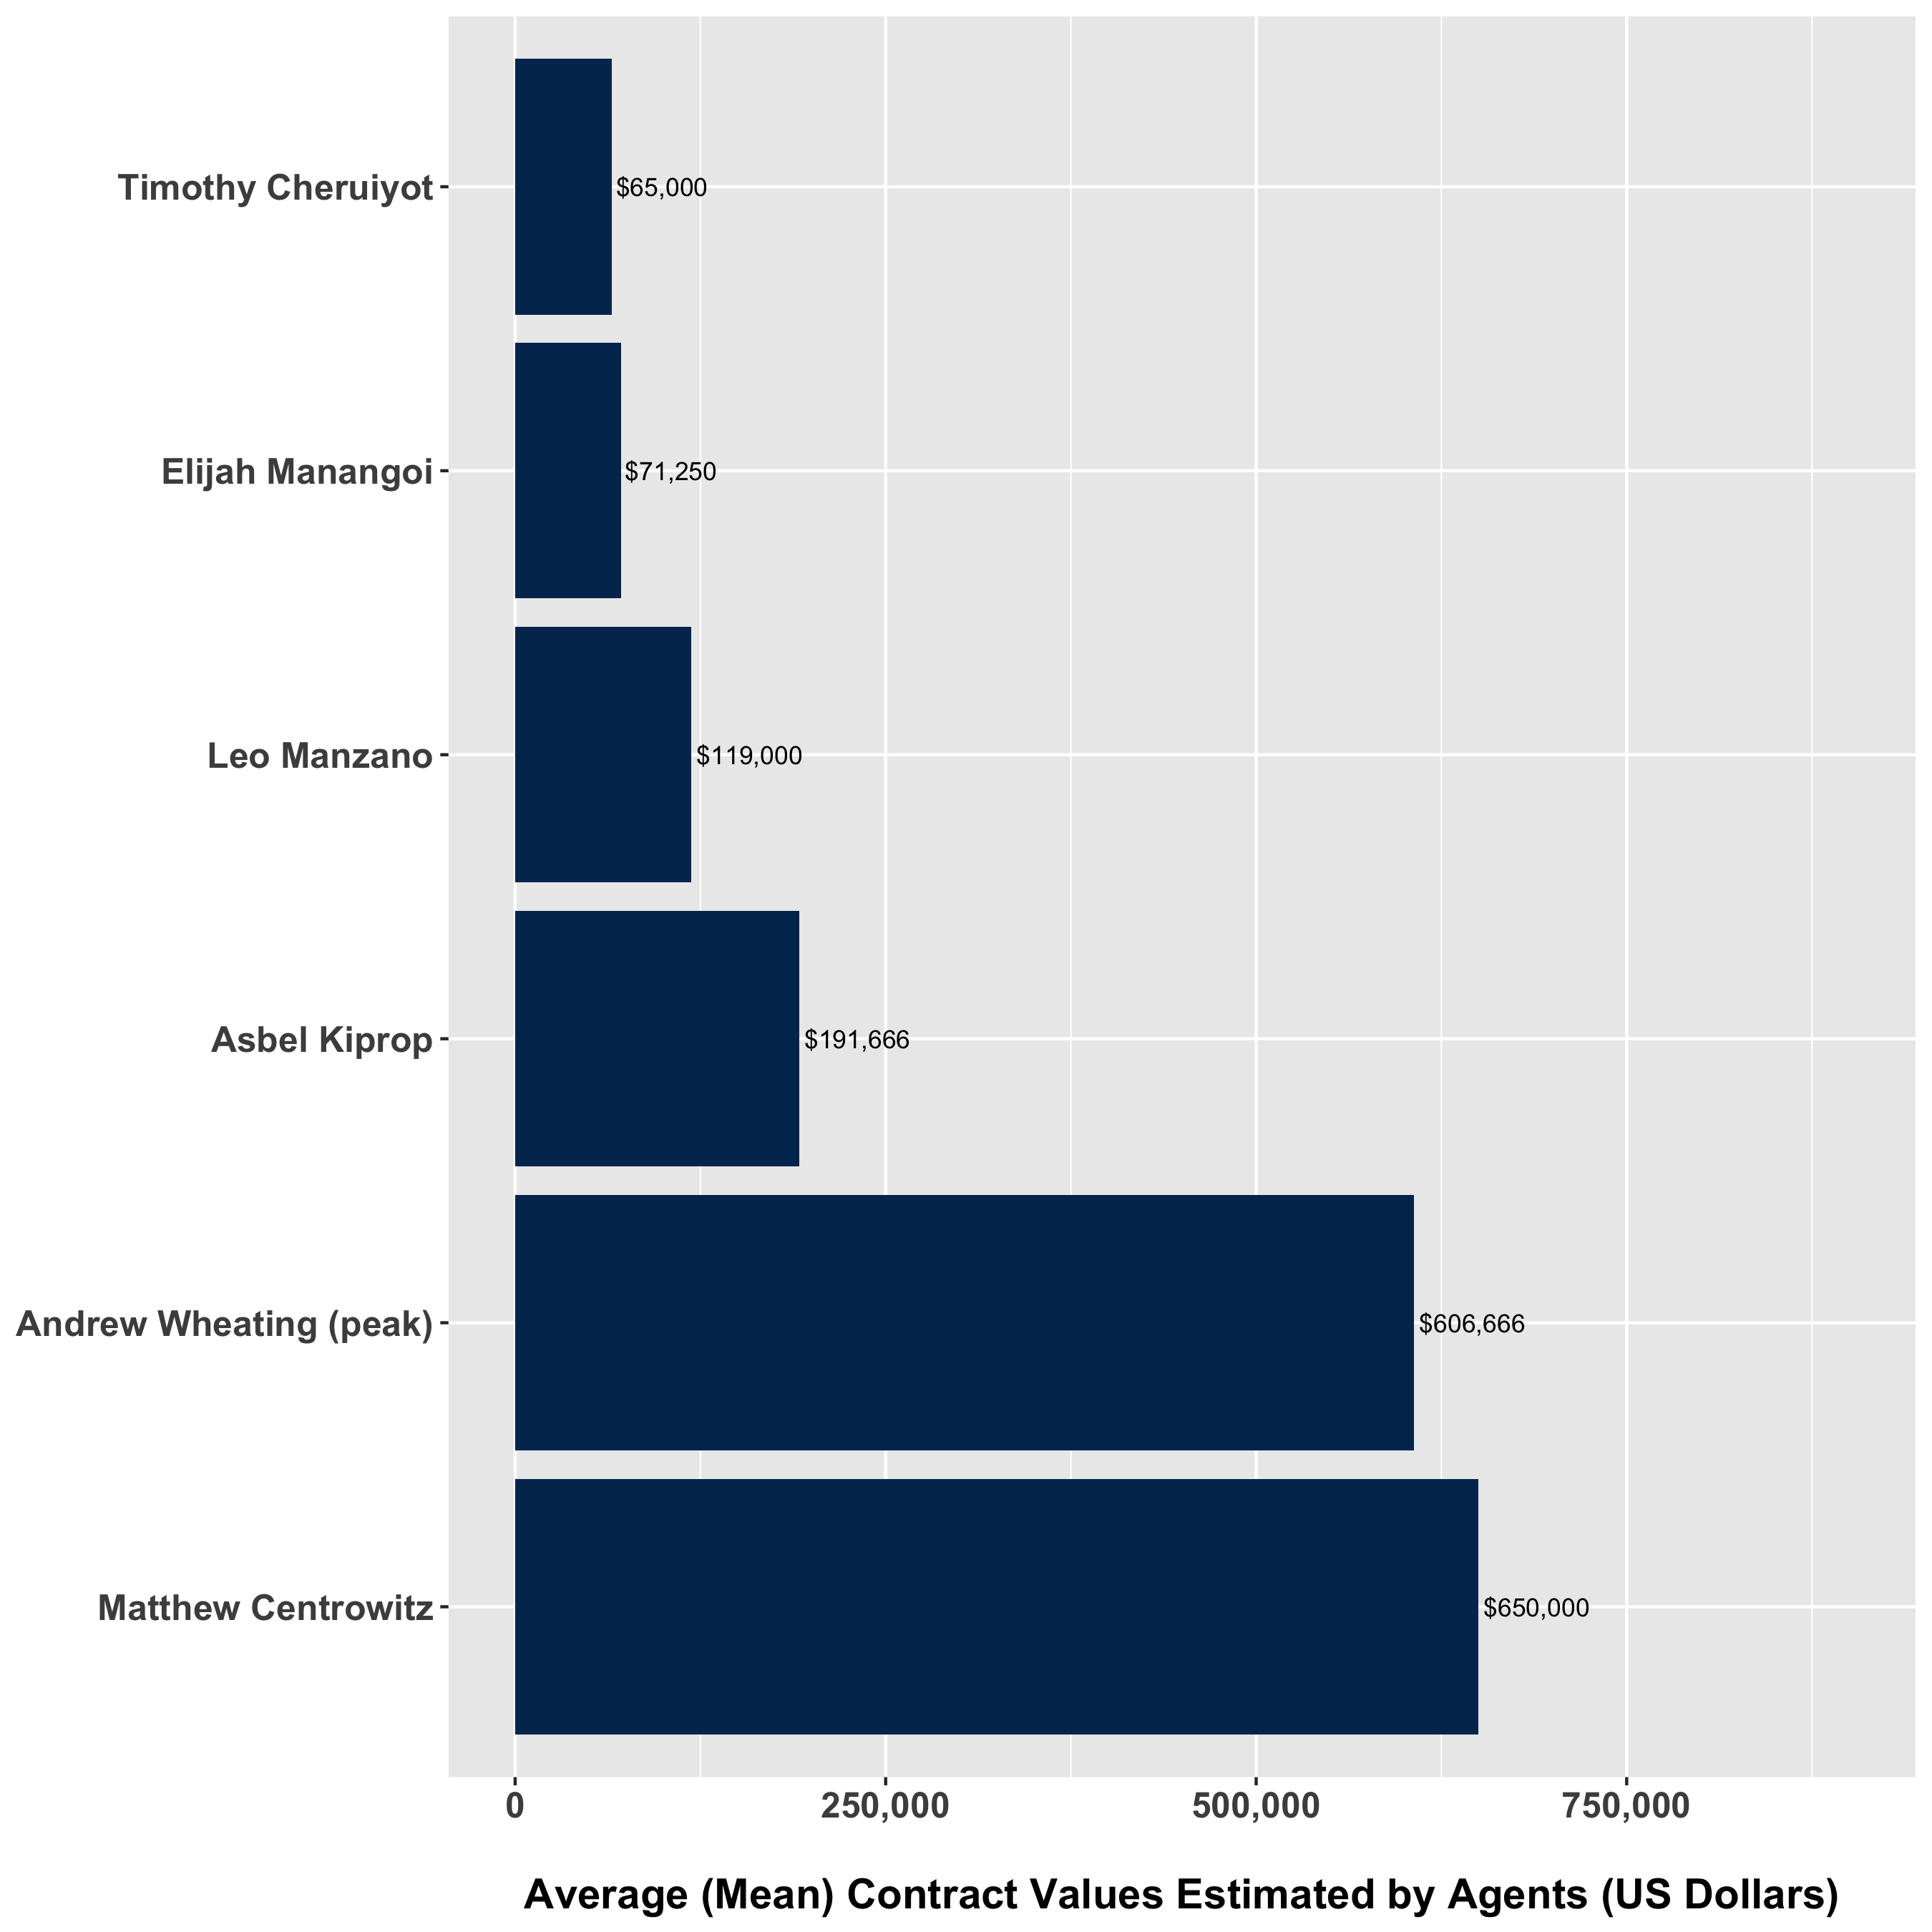 Timothy Cheruiyot
$65,000
Elijah Manangoi
$71,250
Leo Manzano
$119,000
Asbel Kiprop
$191,666
Andrew Wheating (peak)
$606,666
Matthew Centrowitz
$650,000
0
250,000
500,000
750,000
Average (Mean) Contract Values Estimated by Agents (US Dollars)